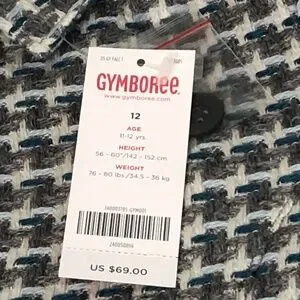 GYMBOREE
www.gymboree.com
12
AGE
11-12 yrs.
HEIGHT
56 - 60"/142 - 152 cm
WEIGHT
76 - 80 lbs./34.5 - 36 kg
US $69.00